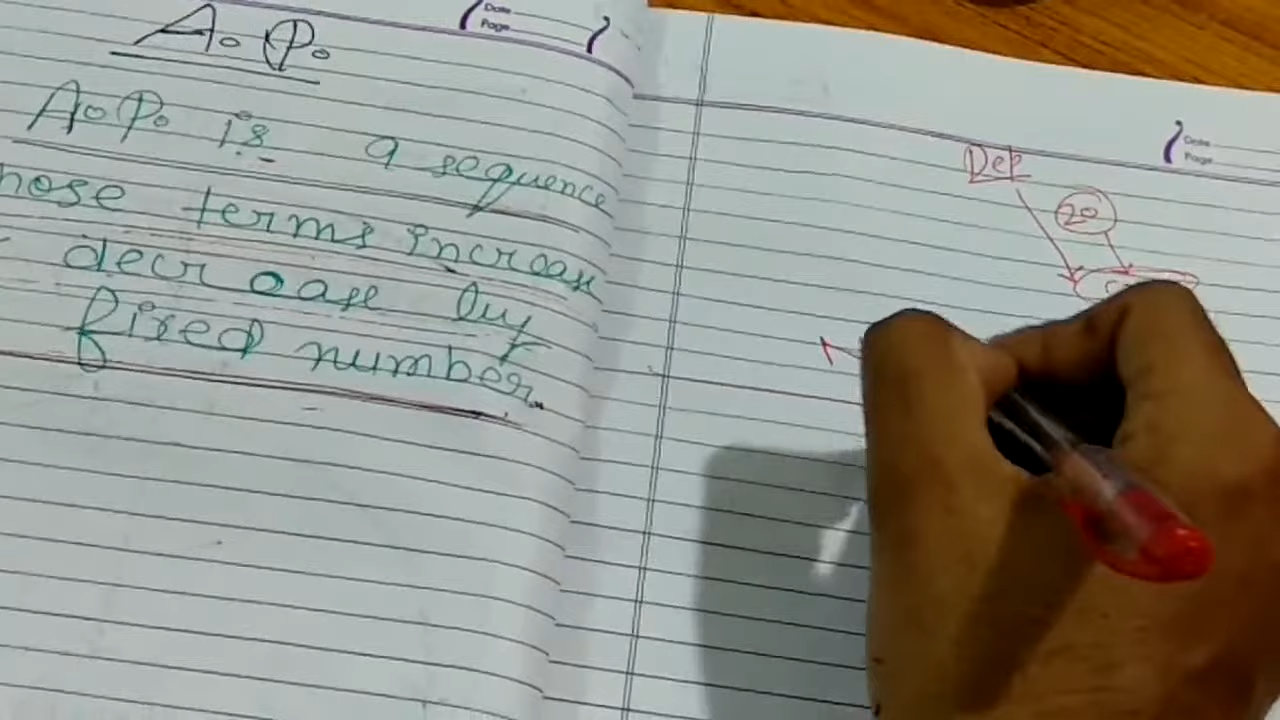 Date
Page
A.P.
A.P. is a sequence
hose terms increase
decrease by
fixed number.
Date
Page
Def
20